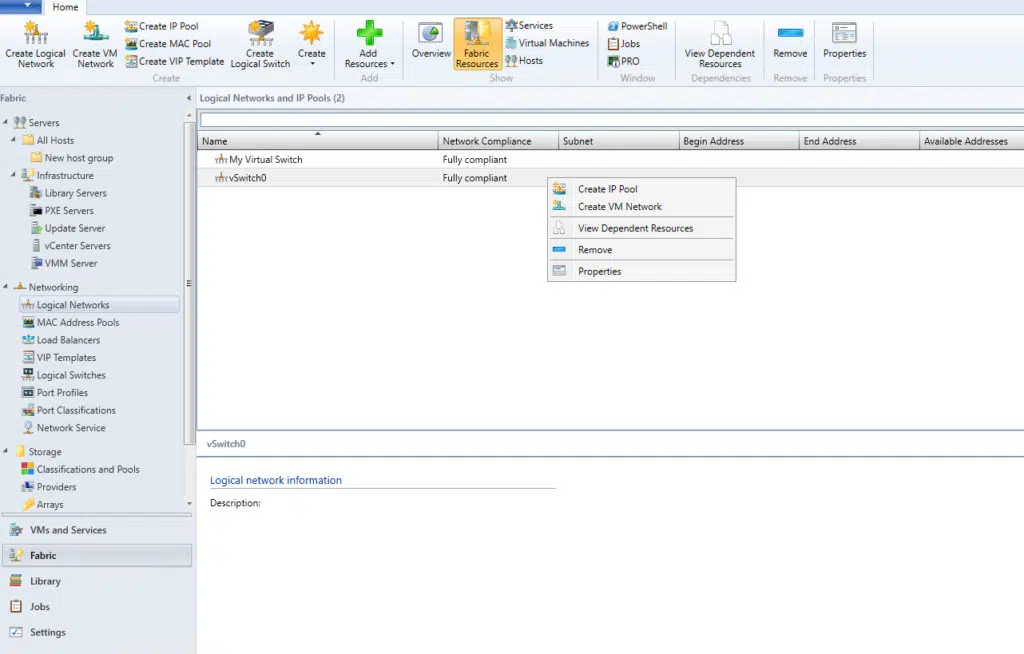 Home
Create Logical Network
Create VM Network
Create IP Pool
Create MAC Pool
Create VIP Template
Create Logical Switch
Create
Create
Add Resources
Add
Overview
Fabric Resources
Services
Virtual Machines
Hosts
Show
PowerShell
Jobs
PRO
Window
View Dependent Resources
Dependencies
Remove
Remove
Properties
Properties
Fabric
Servers
All Hosts
New host group
Infrastructure
Library Servers
PXE Servers
Update Server
vCenter Servers
VMM Server
Networking
Logical Networks
MAC Address Pools
Load Balancers
VIP Templates
Logical Switches
Port Profiles
Port Classifications
Network Service
Storage
Classifications and Pools
Providers
Arrays
VMs and Services
Fabric
Library
Jobs
Settings
Logical Networks and IP Pools (2)
Name Network Compliance Subnet Begin Address End Address Available Addresses
My Virtual Switch Fully compliant
vSwitch0 Fully compliant
Create IP Pool
Create VM Network
View Dependent Resources
Remove
Properties
vSwitch0
Logical network information
Description: